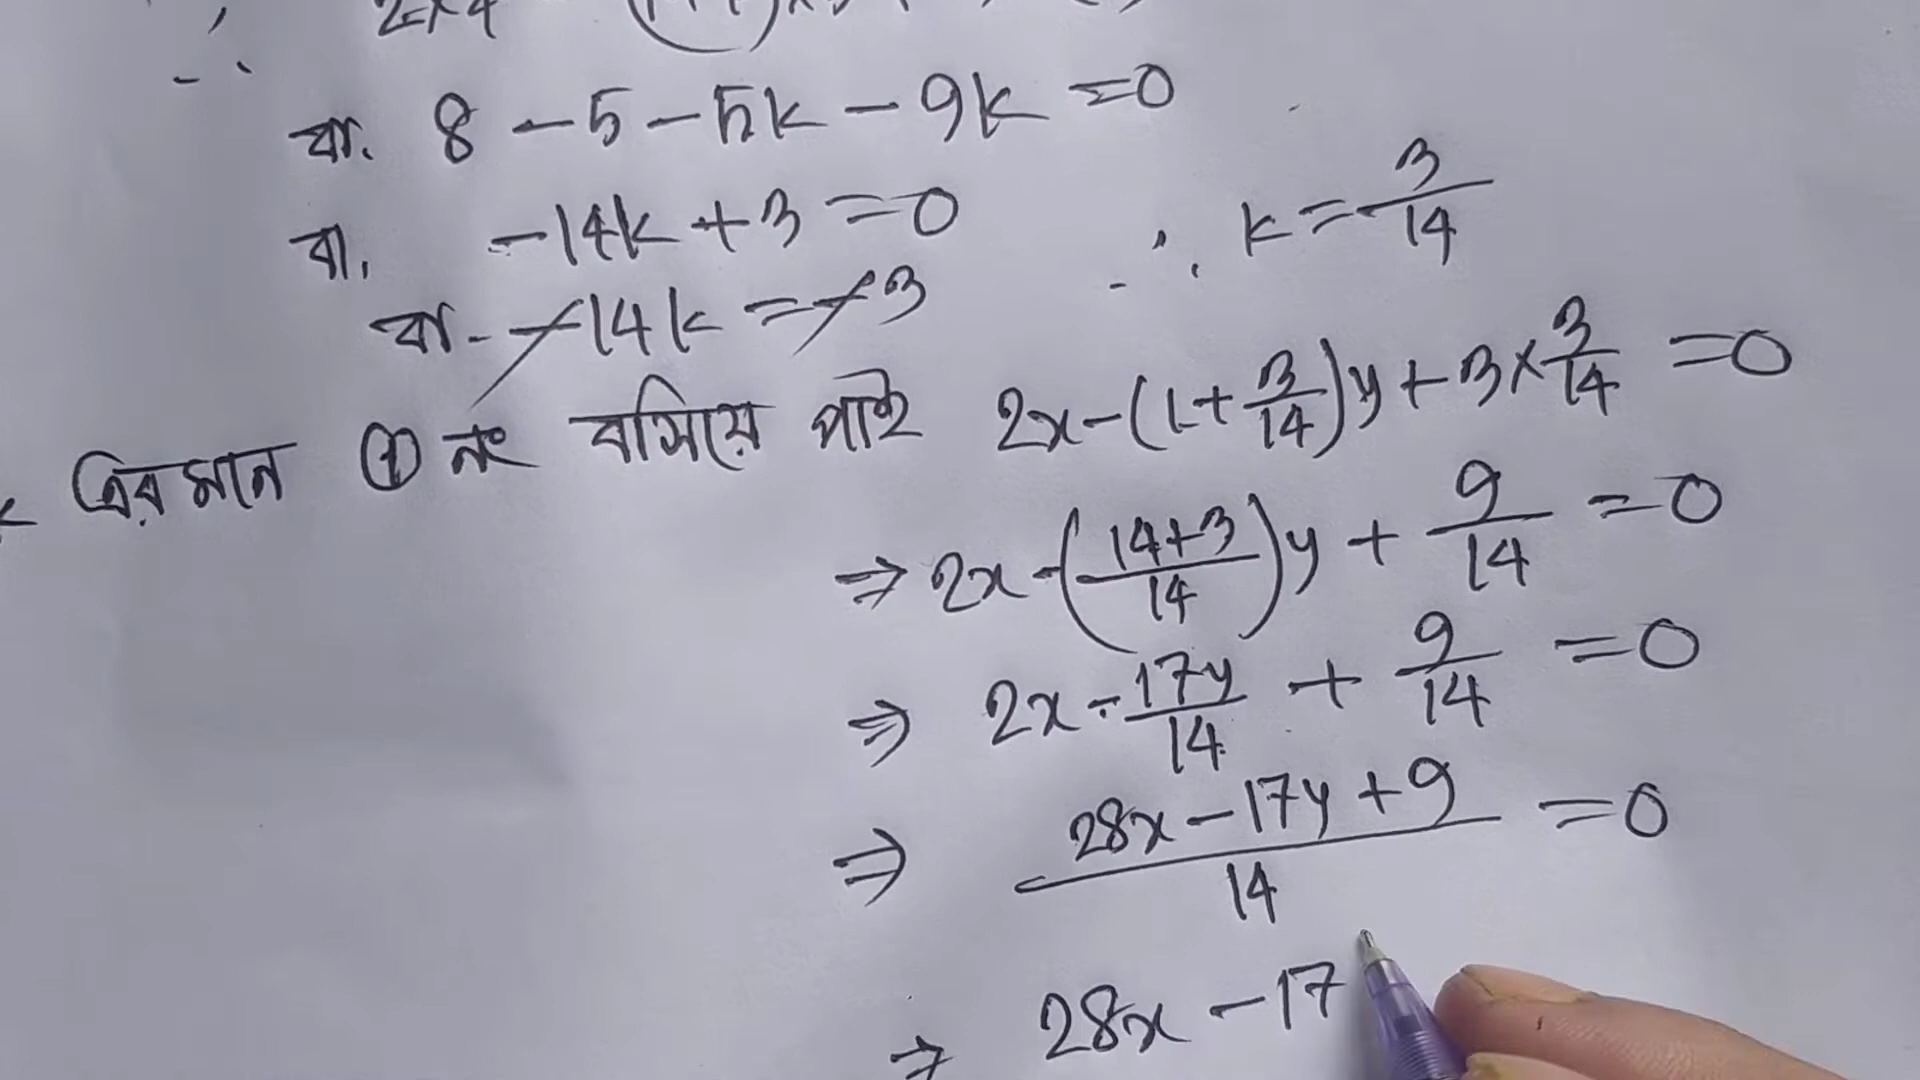 বা. 8 - 5 - 5k - 9k = 0
বা, -14k + 3 = 0
বা- -14k = -3
∴ k = 3/14
এর মান ① নং বসিয়ে পাই 2x - (1 + 3/14)y + 3 × 3/14 = 0
⇒ 2x - (14+3/14)y + 9/14 = 0
⇒ 2x - 17y/14 + 9/14 = 0
⇒ 28x - 17y + 9/14 = 0
⇒ 28x - 17